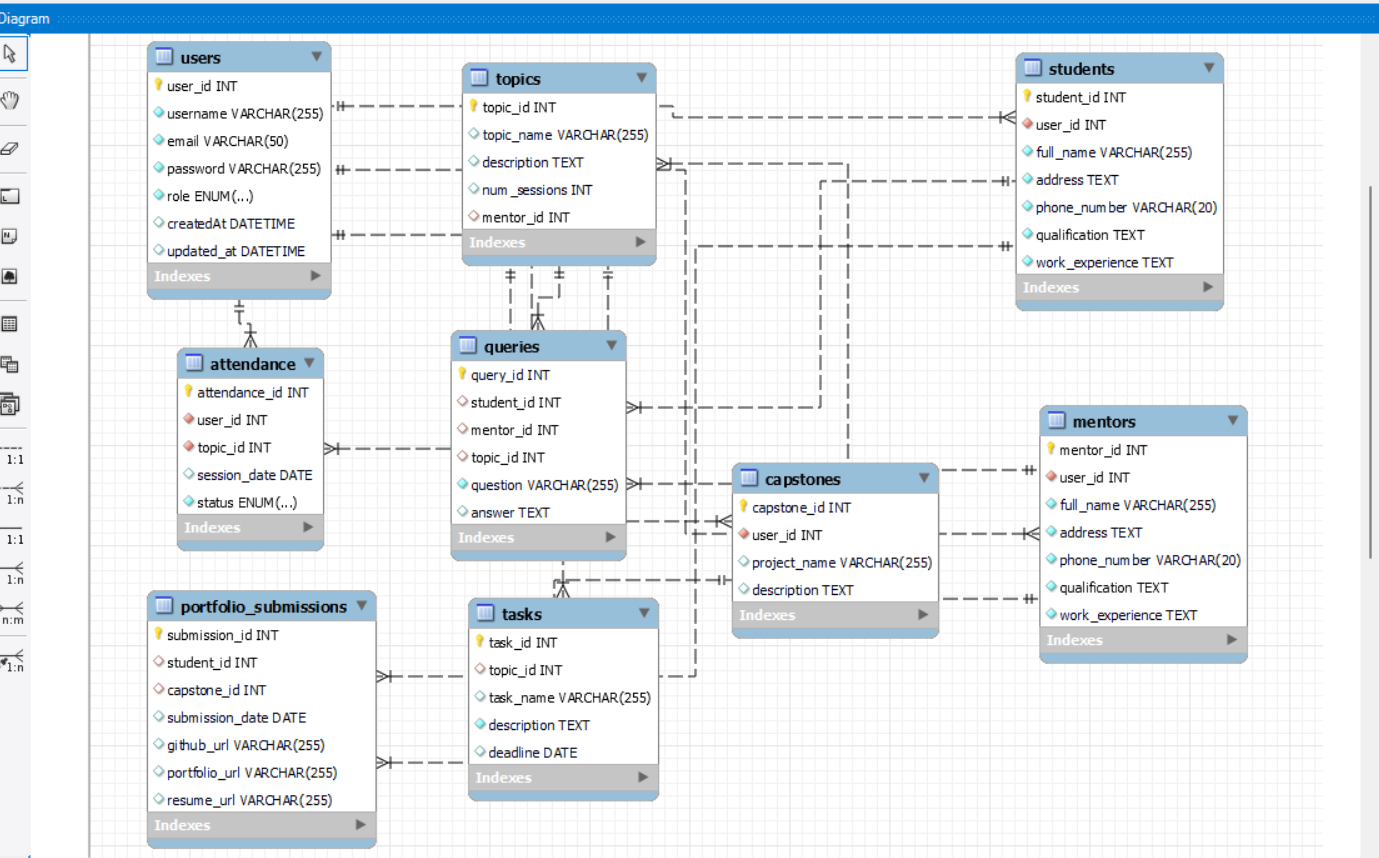 Diagram
users
user_id INT
username VARCHAR(255)
email VARCHAR(50)
password VARCHAR(255)
role ENUM(...)
createdAt DATETIME
updated_at DATETIME
Indexes
topics
topic_id INT
topic_name VARCHAR(255)
description TEXT
num_sessions INT
mentor_id INT
Indexes
students
student_id INT
user_id INT
full_name VARCHAR(255)
address TEXT
phone_number VARCHAR(20)
qualification TEXT
work_experience TEXT
Indexes
attendance
attendance_id INT
user_id INT
topic_id INT
session_date DATE
status ENUM(...)
Indexes
queries
query_id INT
student_id INT
mentor_id INT
topic_id INT
question VARCHAR(255)
answer TEXT
Indexes
capstones
capstone_id INT
user_id INT
project_name VARCHAR(255)
description TEXT
Indexes
mentors
mentor_id INT
user_id INT
full_name VARCHAR(255)
address TEXT
phone_number VARCHAR(20)
qualification TEXT
work_experience TEXT
Indexes
portfolio_submissions
submission_id INT
student_id INT
capstone_id INT
submission_date DATE
github_url VARCHAR(255)
portfolio_url VARCHAR(255)
resume_url VARCHAR(255)
Indexes
tasks
task_id INT
topic_id INT
task_name VARCHAR(255)
description TEXT
deadline DATE
Indexes
1:1
1:n
1:1
1:n
n:m
1:n